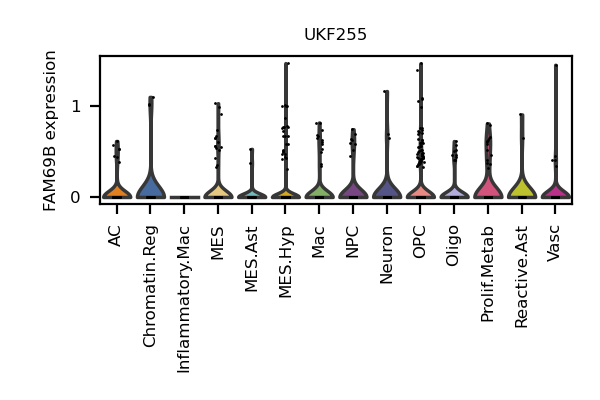 UKF255
FAM69B expression
1
0
AC
Chromatin.Reg
Inflammatory.Mac
MES
MES.Ast
MES.Hyp
Mac
NPC
Neuron
OPC
Oligo
Prolif.Metab
Reactive.Ast
Vasc